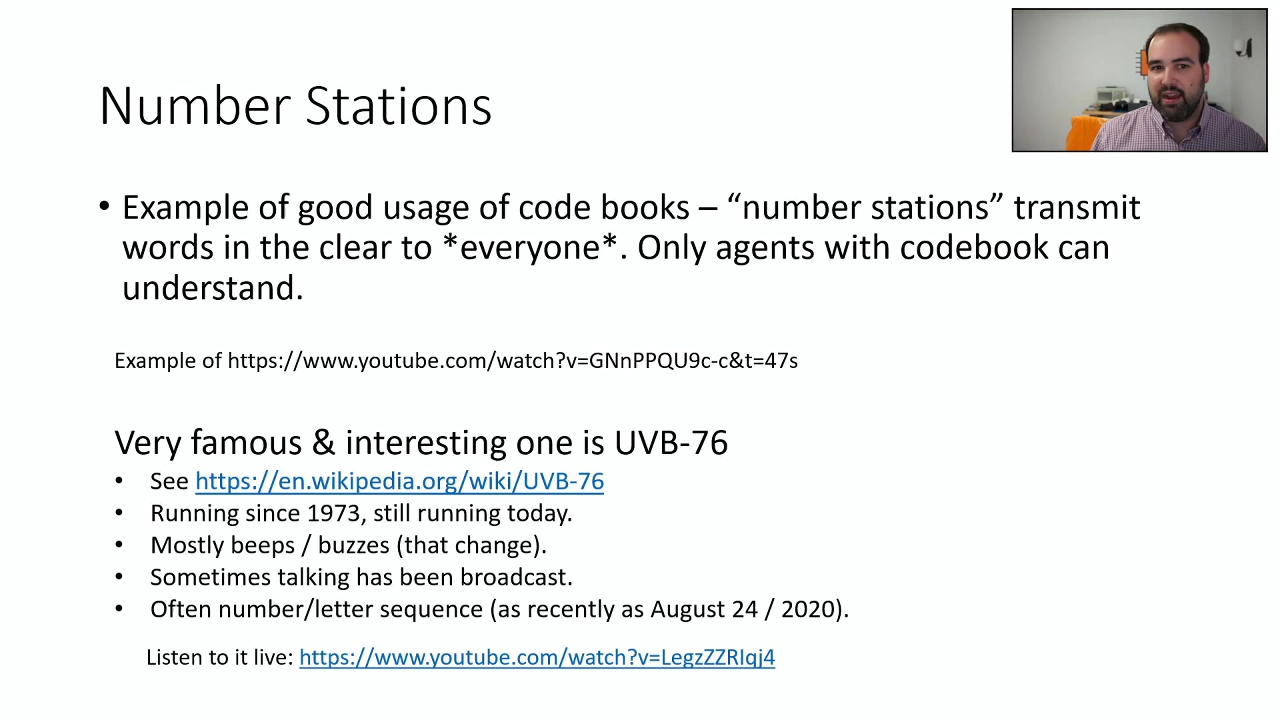 Number Stations
• Example of good usage of code books – “number stations” transmit
words in the clear to *everyone*. Only agents with codebook can
understand.
Example of https://www.youtube.com/watch?v=GNnPPQU9c-c&t=47s
Very famous & interesting one is UVB-76
• See https://en.wikipedia.org/wiki/UVB-76
• Running since 1973, still running today.
• Mostly beeps / buzzes (that change).
• Sometimes talking has been broadcast.
• Often number/letter sequence (as recently as August 24 / 2020).
Listen to it live: https://www.youtube.com/watch?v=LegzZZRIqj4